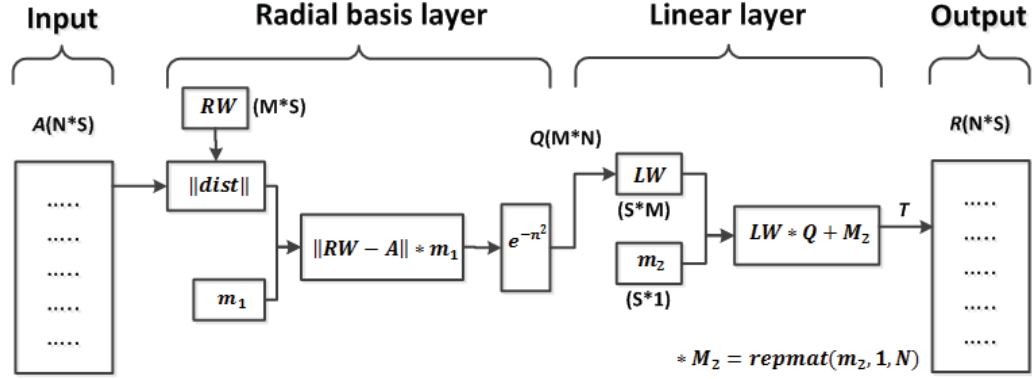 Input
Radial basis layer
Linear layer
Output
A(N*S)
RW
(M*S)
‖dist‖
m₁
‖RW − A‖ * m₁
e^{−n²}
Q(M*N)
LW
(S*M)
m₂
(S*1)
LW * Q + M₂
T
R(N*S)
.....
.....
.....
.....
.....
.....
.....
.....
.....
.....
* M₂ = repmat(m₂, 1, N)